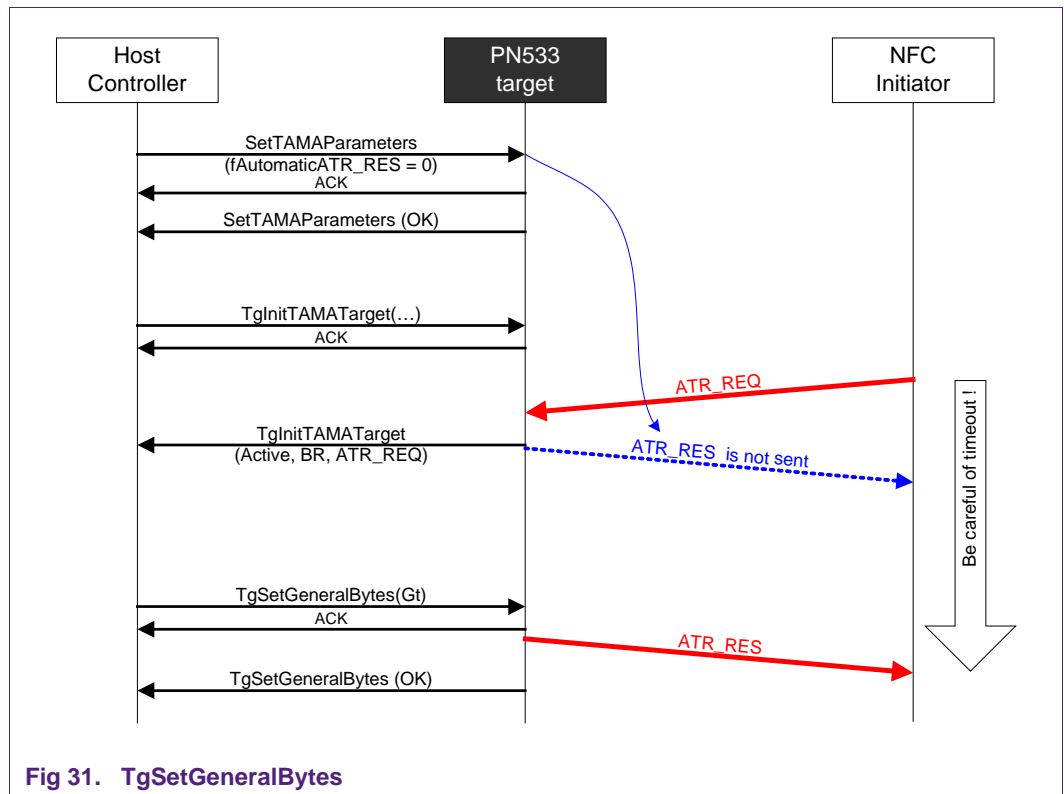 Host
Controller
PN533
target
NFC
Initiator
SetTAMAParameters
(fAutomaticATR_RES = 0)
ACK
SetTAMAParameters (OK)
TgInitTAMATarget(…)
ACK
ATR_REQ
TgInitTAMATarget
(Active, BR, ATR_REQ)
ATR_RES is not sent
Be careful of timeout !
TgSetGeneralBytes(Gt)
ACK
ATR_RES
TgSetGeneralBytes (OK)
Fig 31. TgSetGeneralBytes